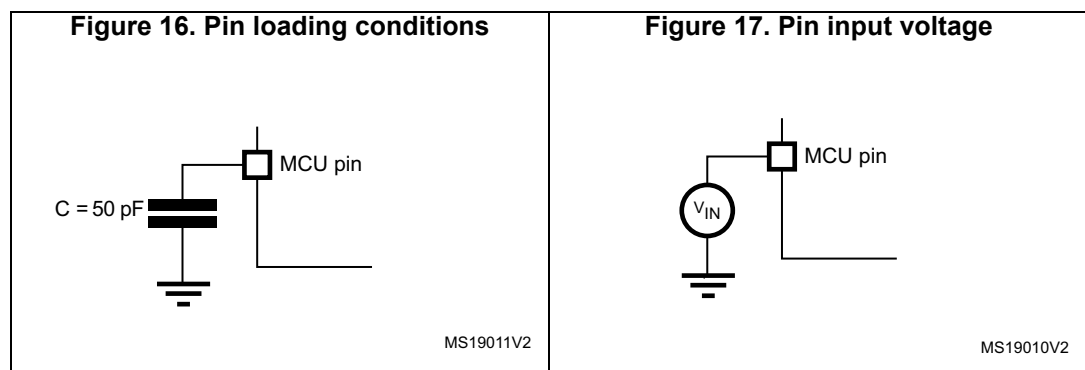 Figure 16. Pin loading conditions
Figure 17. Pin input voltage
MCU pin
C = 50 pF
MS19011V2
MCU pin
VIN
MS19010V2